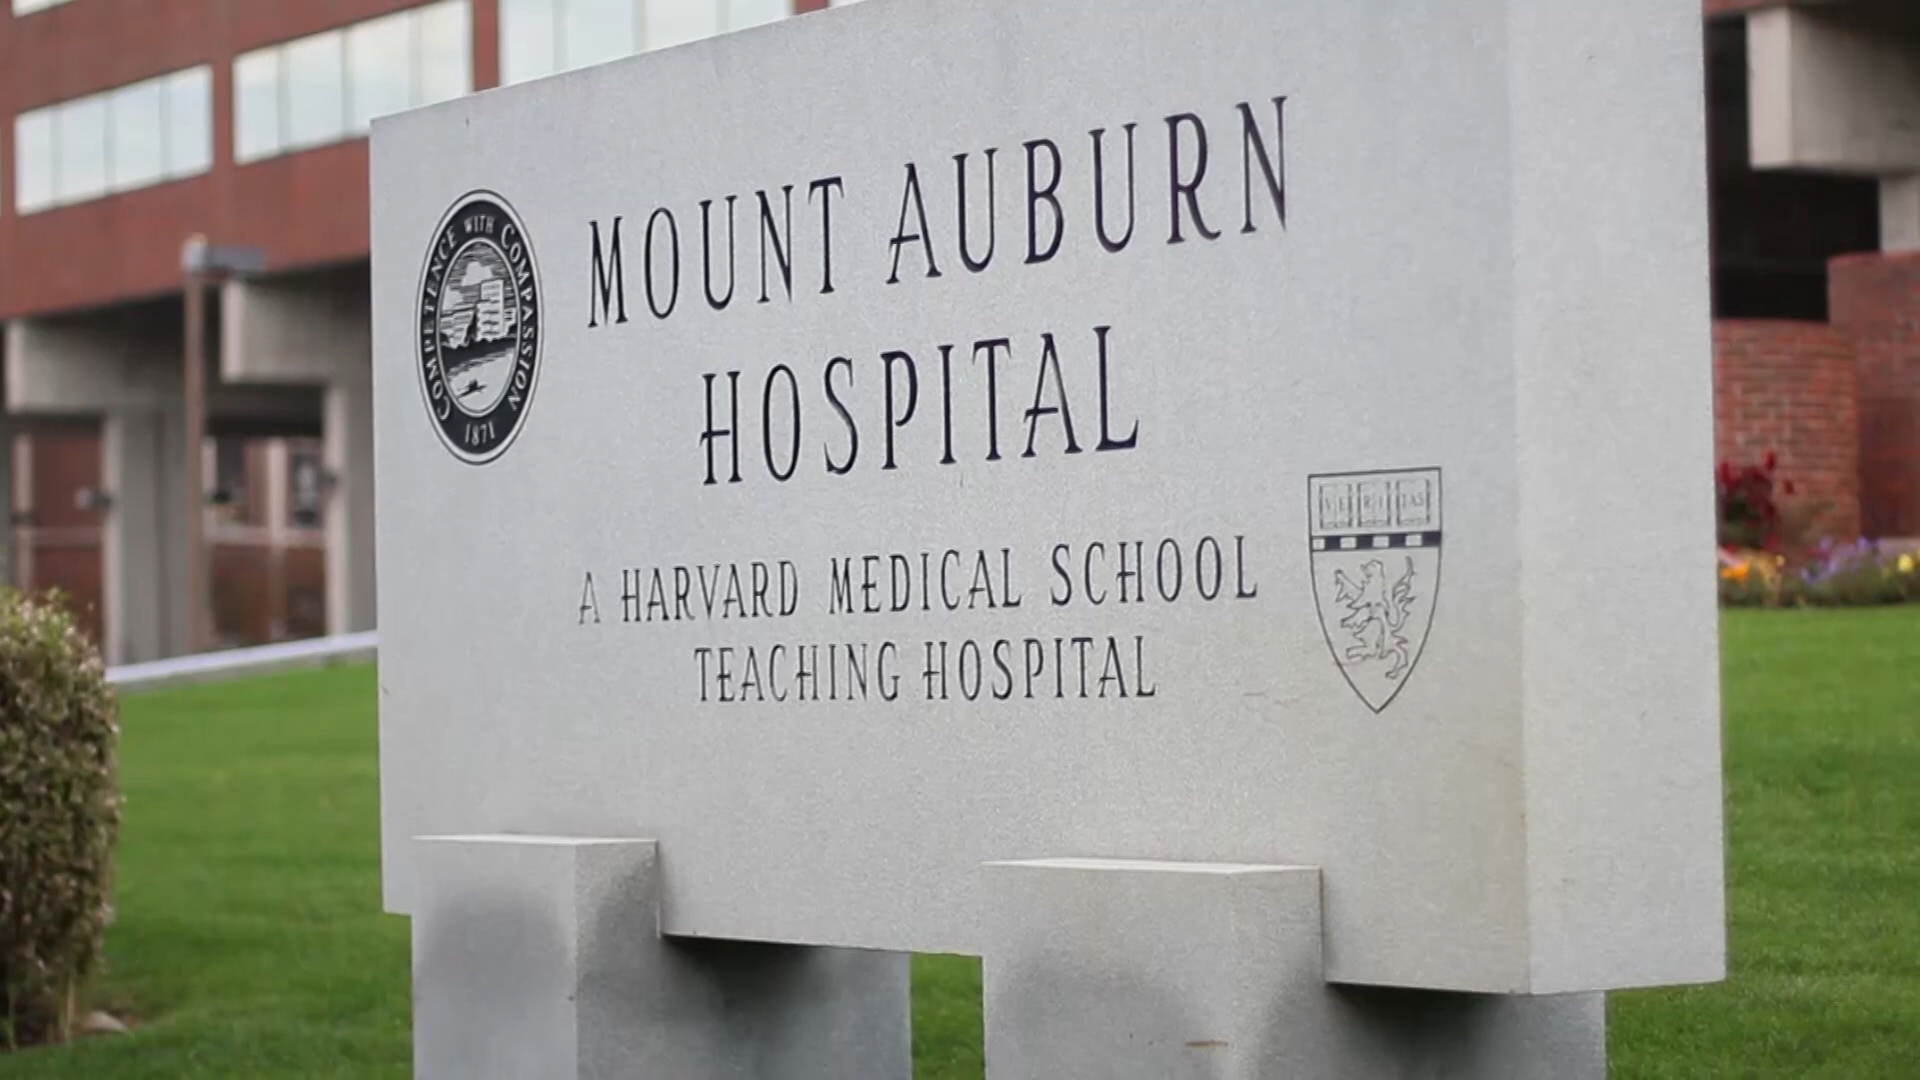 COMPETENCE WITH COMPASSION
1871
MOUNT AUBURN
HOSPITAL
A HARVARD MEDICAL SCHOOL
TEACHING HOSPITAL
VE RI TAS